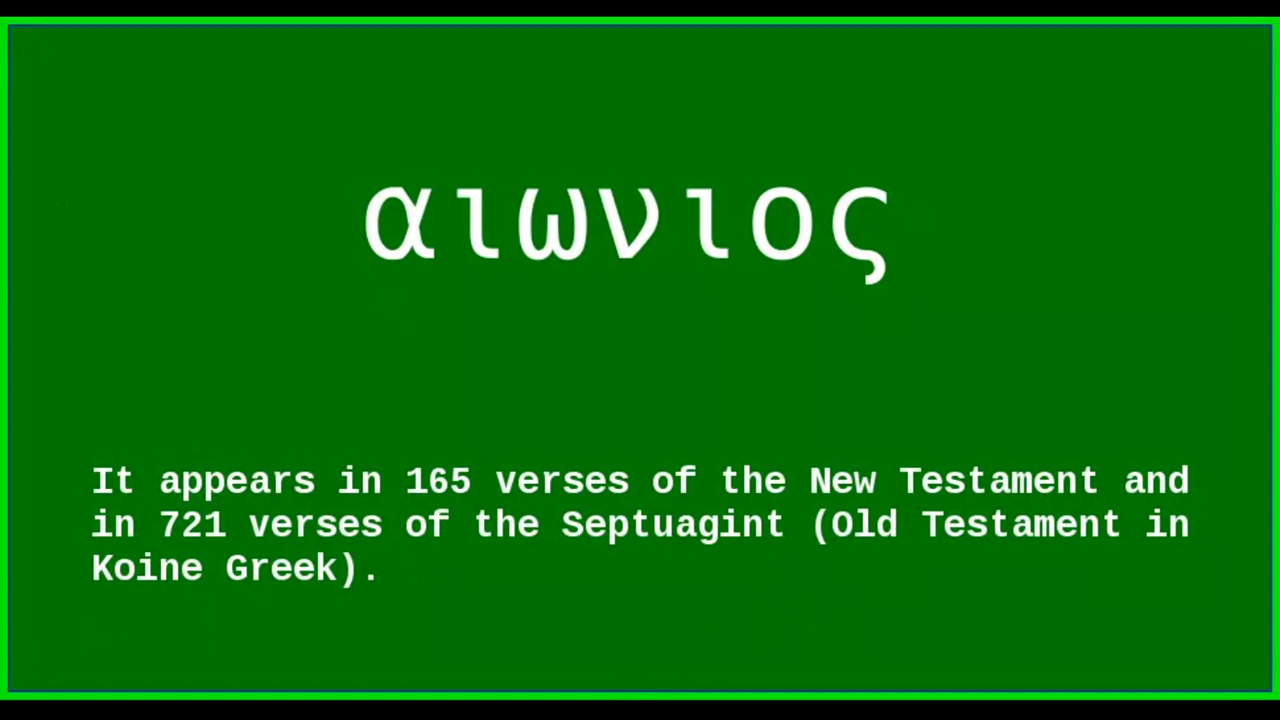 αιωνιος
It appears in 165 verses of the New Testament and
in 721 verses of the Septuagint (Old Testament in
Koine Greek).